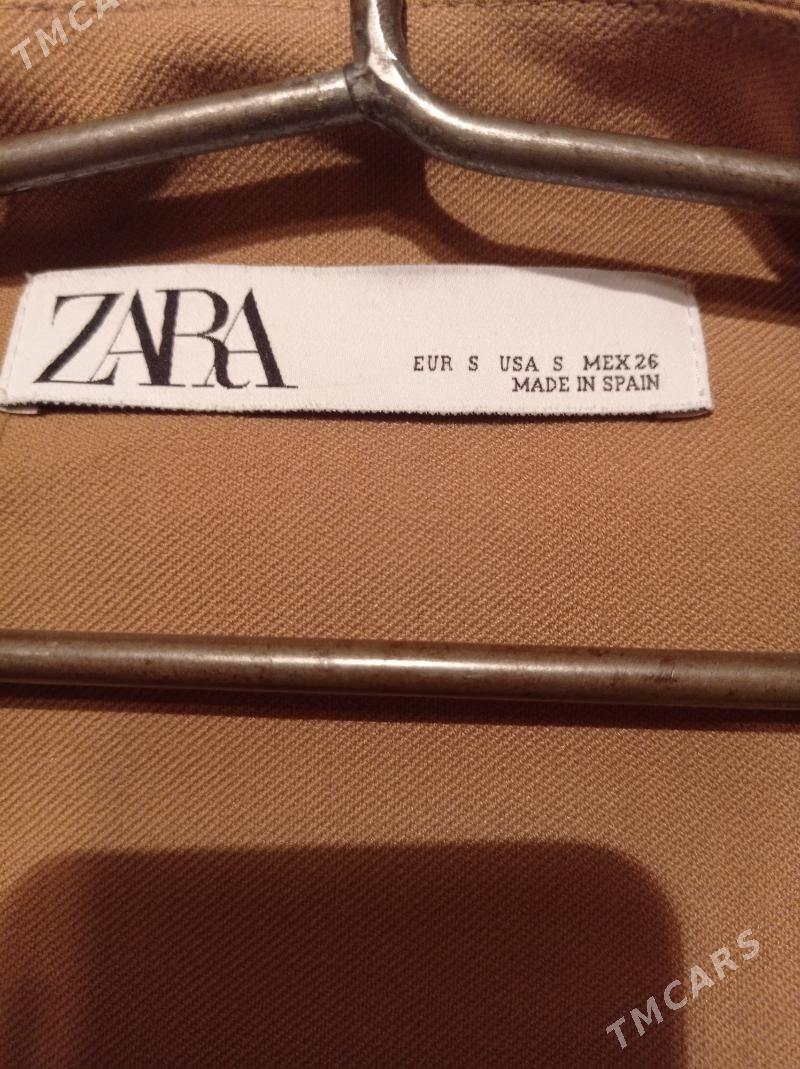 TMCARS
ZARA
EUR S USA S MEX 26
MADE IN SPAIN
TMCARS